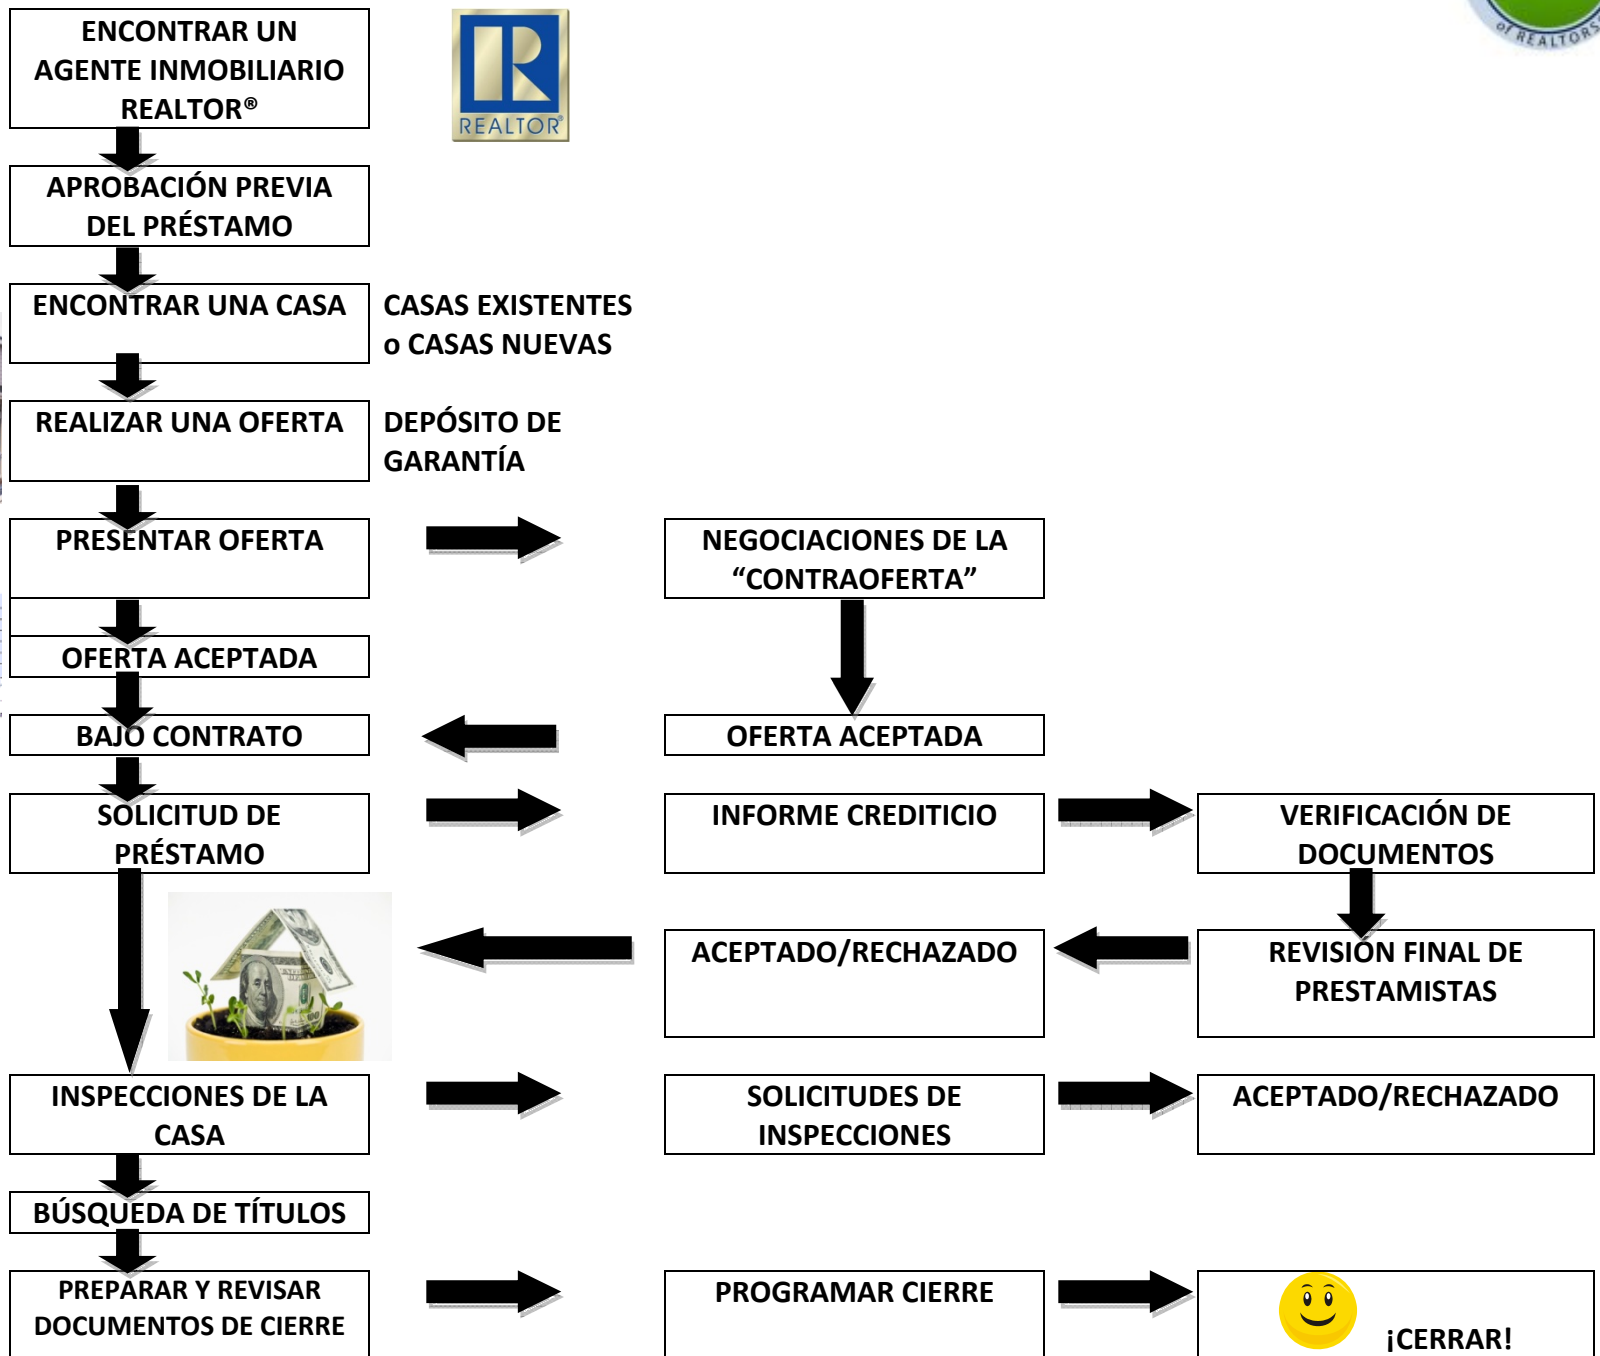 ENCONTRAR UN
AGENTE INMOBILIARIO
REALTOR®
REALTOR®
of REALTORS
APROBACIÓN PREVIA
DEL PRÉSTAMO
ENCONTRAR UNA CASA
CASAS EXISTENTES
o CASAS NUEVAS
REALIZAR UNA OFERTA
DEPÓSITO DE
GARANTÍA
PRESENTAR OFERTA
NEGOCIACIONES DE LA
“CONTRAOFERTA”
OFERTA ACEPTADA
BAJO CONTRATO
OFERTA ACEPTADA
SOLICITUD DE
PRÉSTAMO
INFORME CREDITICIO
VERIFICACIÓN DE
DOCUMENTOS
ACEPTADO/RECHAZADO
REVISIÓN FINAL DE
PRESTAMISTAS
INSPECCIONES DE LA
CASA
SOLICITUDES DE
INSPECCIONES
ACEPTADO/RECHAZADO
BÚSQUEDA DE TÍTULOS
PREPARAR Y REVISAR
DOCUMENTOS DE CIERRE
PROGRAMAR CIERRE
¡CERRAR!